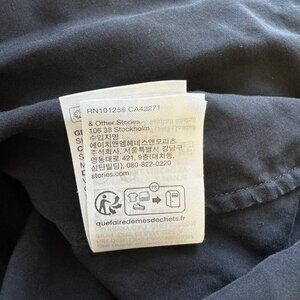 RN101255 CA42271
& Other Stories
106 38 Stockholm
수입자명 :
에이치앤엠헤네스앤모리츠
주식회사, 서울특별시 강남구
영동대로 421, 9층(대치동,
삼탄빌딩), 080-822-0220
stories.com
FR
quefairedemesdechets.fr